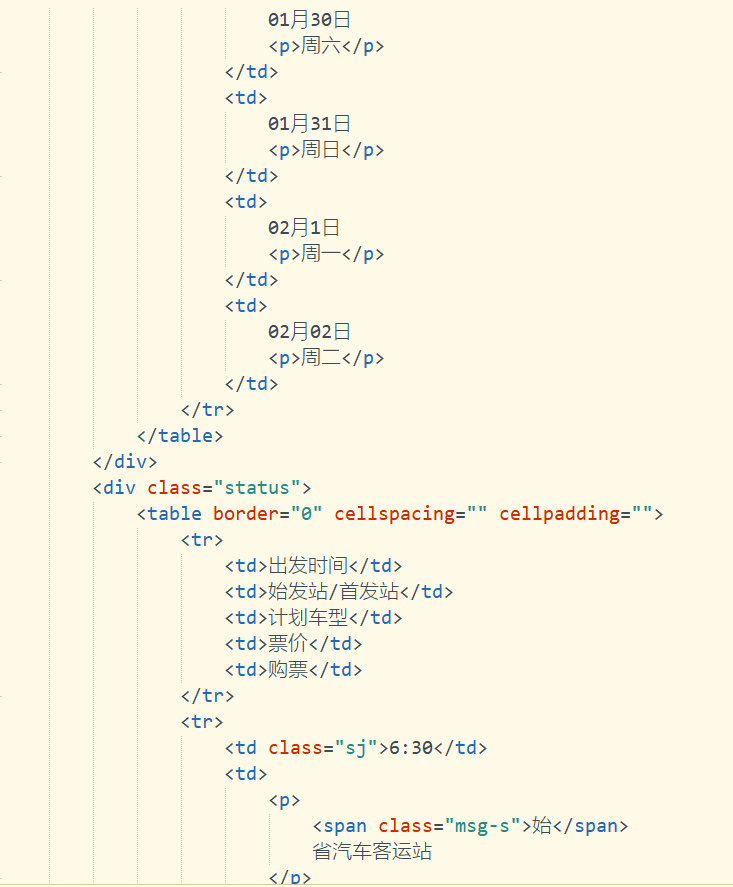 01月30日
<p>周六</p>
</td>
<td>
01月31日
<p>周日</p>
</td>
<td>
02月1日
<p>周一</p>
</td>
<td>
02月02日
<p>周二</p>
</td>
</tr>
</table>
</div>
<div class="status">
<table border="0" cellspacing="" cellpadding="">
<tr>
<td>出发时间</td>
<td>始发站/首发站</td>
<td>计划车型</td>
<td>票价</td>
<td>购票</td>
</tr>
<tr>
<td class="sj">6:30</td>
<td>
<p>
<span class="msg-s">始</span>
省汽车客运站
</p>